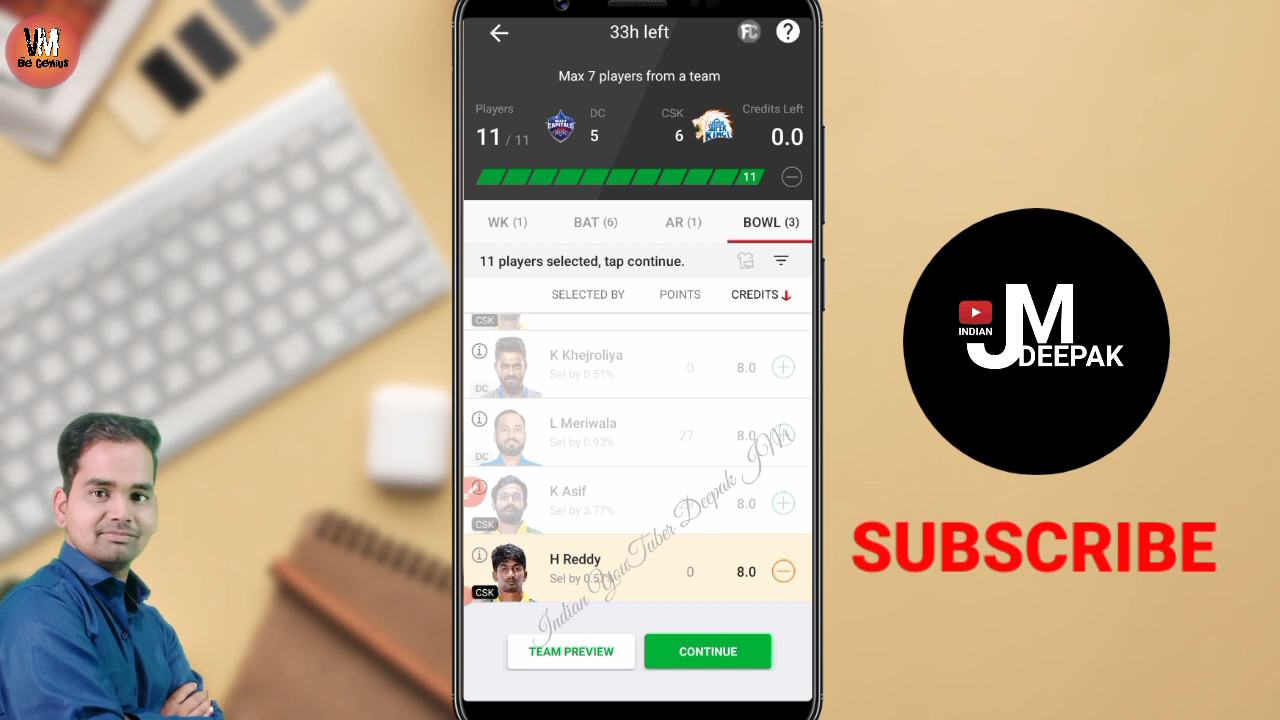 VM
Be Genius
33h left
FC ?
Max 7 players from a team
Players
DC
CSK
Credits Left
11 / 11
5
6
0.0
11
WK (1)
BAT (6)
AR (1)
BOWL (3)
11 players selected, tap continue.
SELECTED BY
POINTS
CREDITS
CSK
K Khejroliya
Sel by 0.51%
0
8.0
DC
L Meriwala
Sel by 0.93%
27
8.0
DC
K Asif
Sel by 3.77%
8.0
CSK
H Reddy
Sel by 0.57%
0
8.0
CSK
Indian YouTuber Deepak JM
TEAM PREVIEW
CONTINUE
INDIAN
JM
DEEPAK
SUBSCRIBE